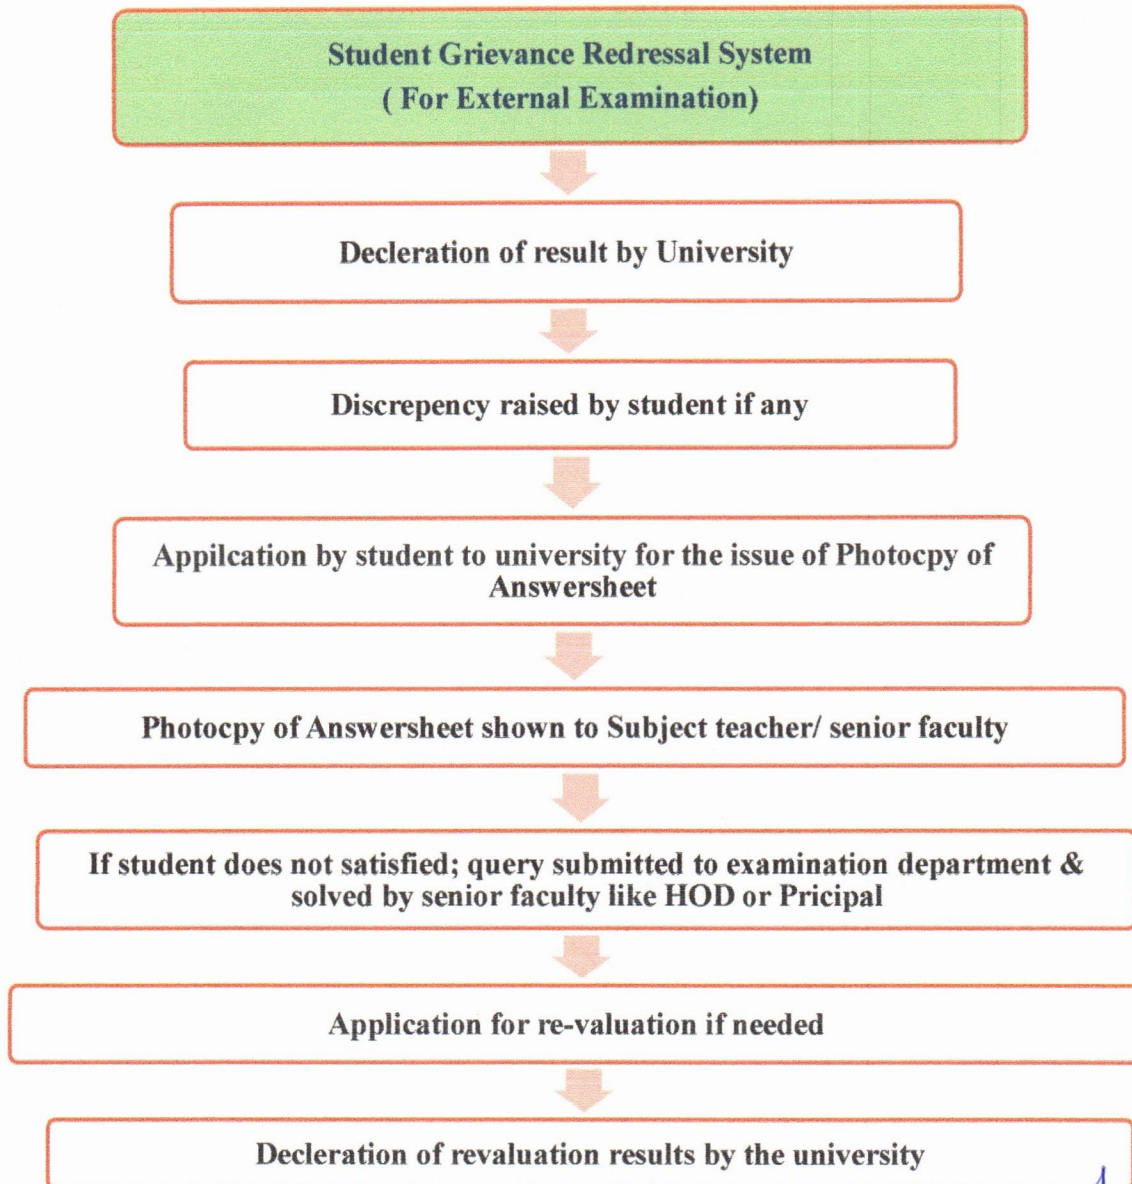 Student Grievance Redressal System
( For External Examination)
Decleration of result by University
Discrepency raised by student if any
Appilcation by student to university for the issue of Photocpy of
Answersheet
Photocpy of Answersheet shown to Subject teacher/ senior faculty
If student does not satisfied; query submitted to examination department &
solved by senior faculty like HOD or Pricipal
Application for re-valuation if needed
Decleration of revaluation results by the university